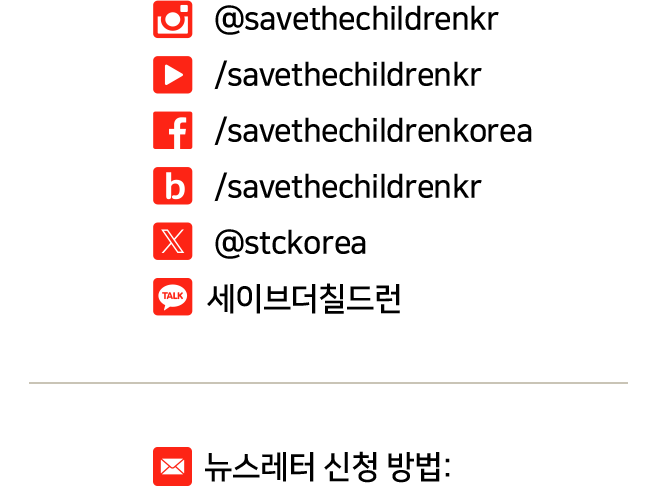 @savethechildrenkr
/savethechildrenkr
/savethechildrenkorea
b /savethechildrenkr
@stckorea
TALK 세이브더칠드런
뉴스레터 신청 방법: